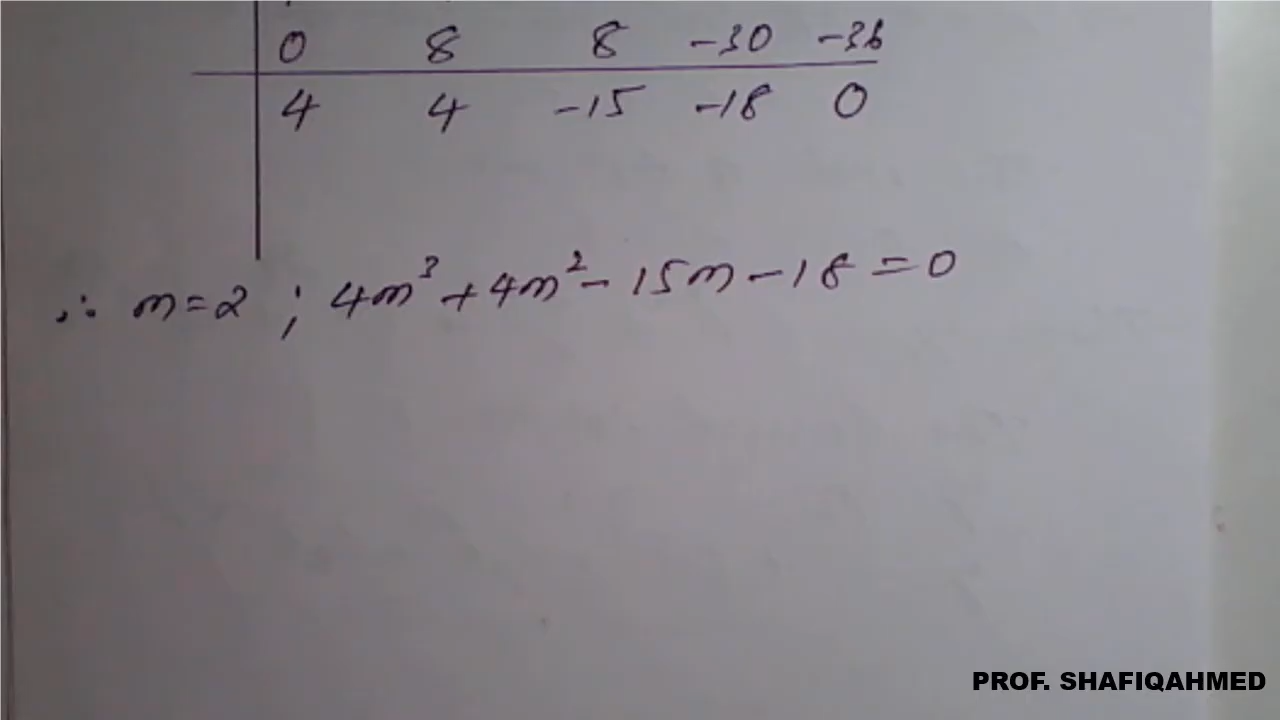 0 8 8 -30 -36
4 4 -15 -18 0
∴ m=2 ; 4m³+4m²-15m-18=0
PROF. SHAFIQAHMED